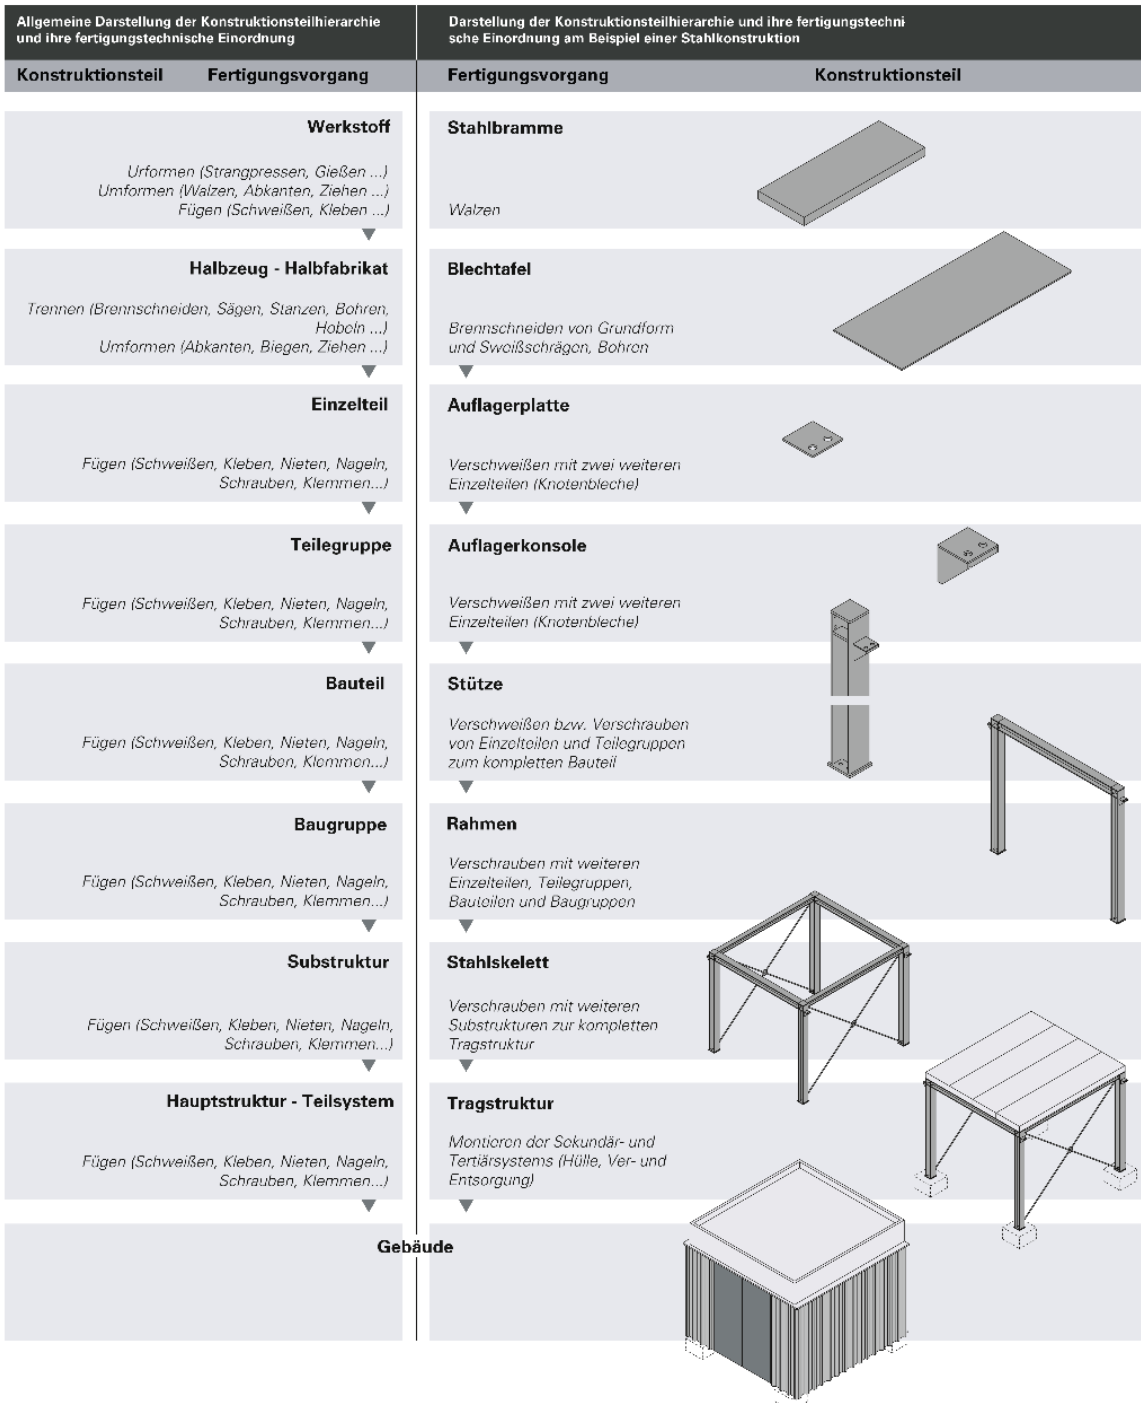 Allgemeine Darstellung der Konstruktionsteilhierarchie
und ihre fertigungstechnische Einordnung
Darstellung der Konstruktionsteilhierarchie und ihre fertigungstechni
sche Einordnung am Beispiel einer Stahlkonstruktion
Konstruktionsteil Fertigungsvorgang
Fertigungsvorgang Konstruktionsteil
Werkstoff
Urformen (Strangpressen, Gießen ...)
Umformen (Walzen, Abkanten, Ziehen ...)
Fügen (Schweißen, Kleben ...)
Stahlbramme
Walzen
Halbzeug - Halbfabrikat
Trennen (Brennschneiden, Sägen, Stanzen, Bohren,
Hobeln ...)
Umformen (Abkanten, Biegen, Ziehen ...)
Blechtafel
Brennschneiden von Grundform
und Sweißschrägen, Bohren
Einzelteil
Fügen (Schweißen, Kleben, Nieten, Nageln,
Schrauben, Klemmen...)
Auflagerplatte
Verschweißen mit zwei weiteren
Einzelteilen (Knotenbleche)
Teilegruppe
Fügen (Schweißen, Kleben, Nieten, Nageln,
Schrauben, Klemmen...)
Auflagerkonsole
Verschweißen mit zwei weiteren
Einzelteilen (Knotenbleche)
Bauteil
Fügen (Schweißen, Kleben, Nieten, Nageln,
Schrauben, Klemmen...)
Stütze
Verschweißen bzw. Verschrauben
von Einzelteilen und Teilegruppen
zum kompletten Bauteil
Baugruppe
Fügen (Schweißen, Kleben, Nieten, Nageln,
Schrauben, Klemmen...)
Rahmen
Verschrauben mit weiteren
Einzelteilen, Teilegruppen,
Bauteilen und Baugruppen
Substruktur
Fügen (Schweißen, Kleben, Nieten, Nageln,
Schrauben, Klemmen...)
Stahlskelett
Verschrauben mit weiteren
Substrukturen zur kompletten
Tragstruktur
Hauptstruktur - Teilsystem
Fügen (Schweißen, Kleben, Nieten, Nageln,
Schrauben, Klemmen...)
Tragstruktur
Montieren der Sekundär- und
Tertiärsystems (Hülle, Ver- und
Entsorgung)
Gebäude